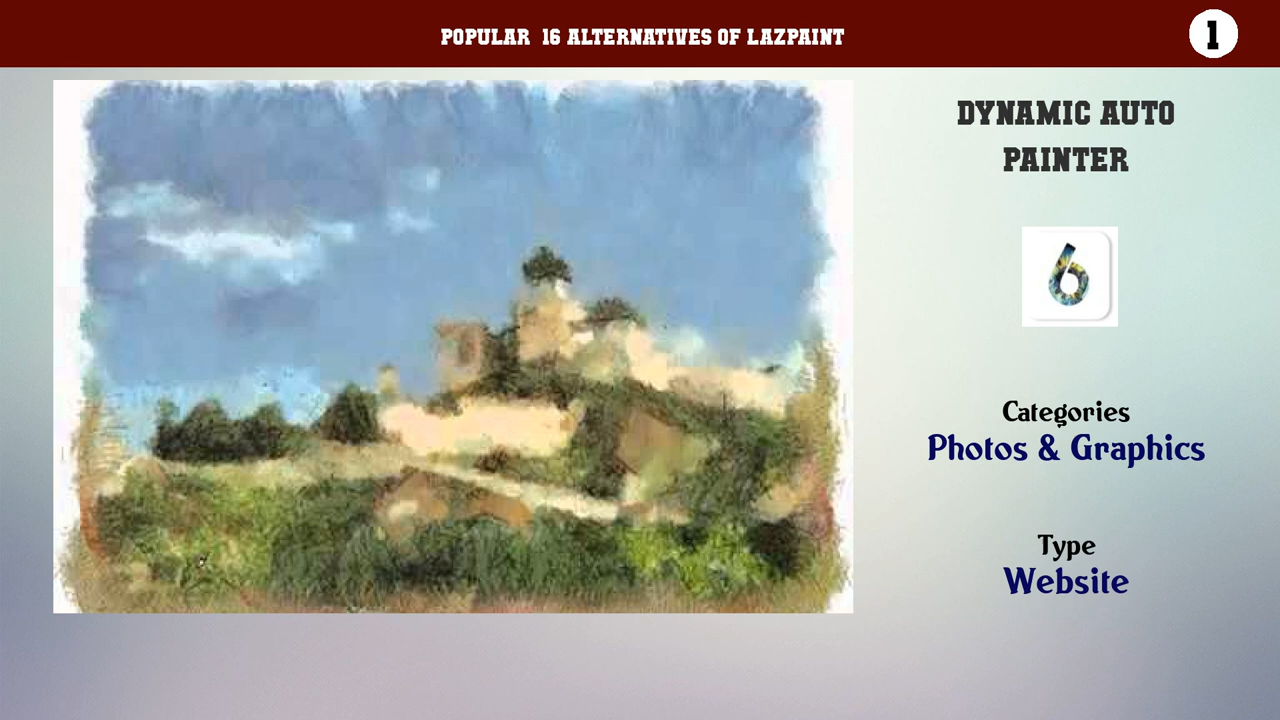 POPULAR 16 ALTERNATIVES OF LAZPAINT
1
DYNAMIC AUTO
PAINTER
6
Categories
Photos & Graphics
Type
Website